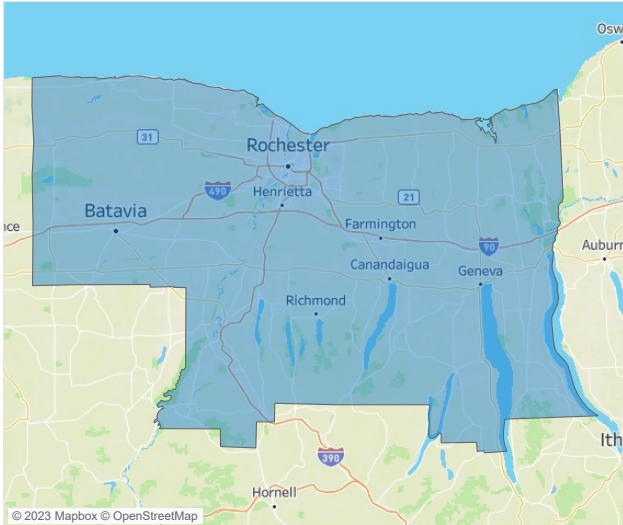 Osw
31
Rochester
490
Henrietta
21
Batavia
nce
Farmington
90
Auburn
Canandaigua
Geneva
Richmond
Ith
390
Hornell
© 2023 Mapbox © OpenStreetMap